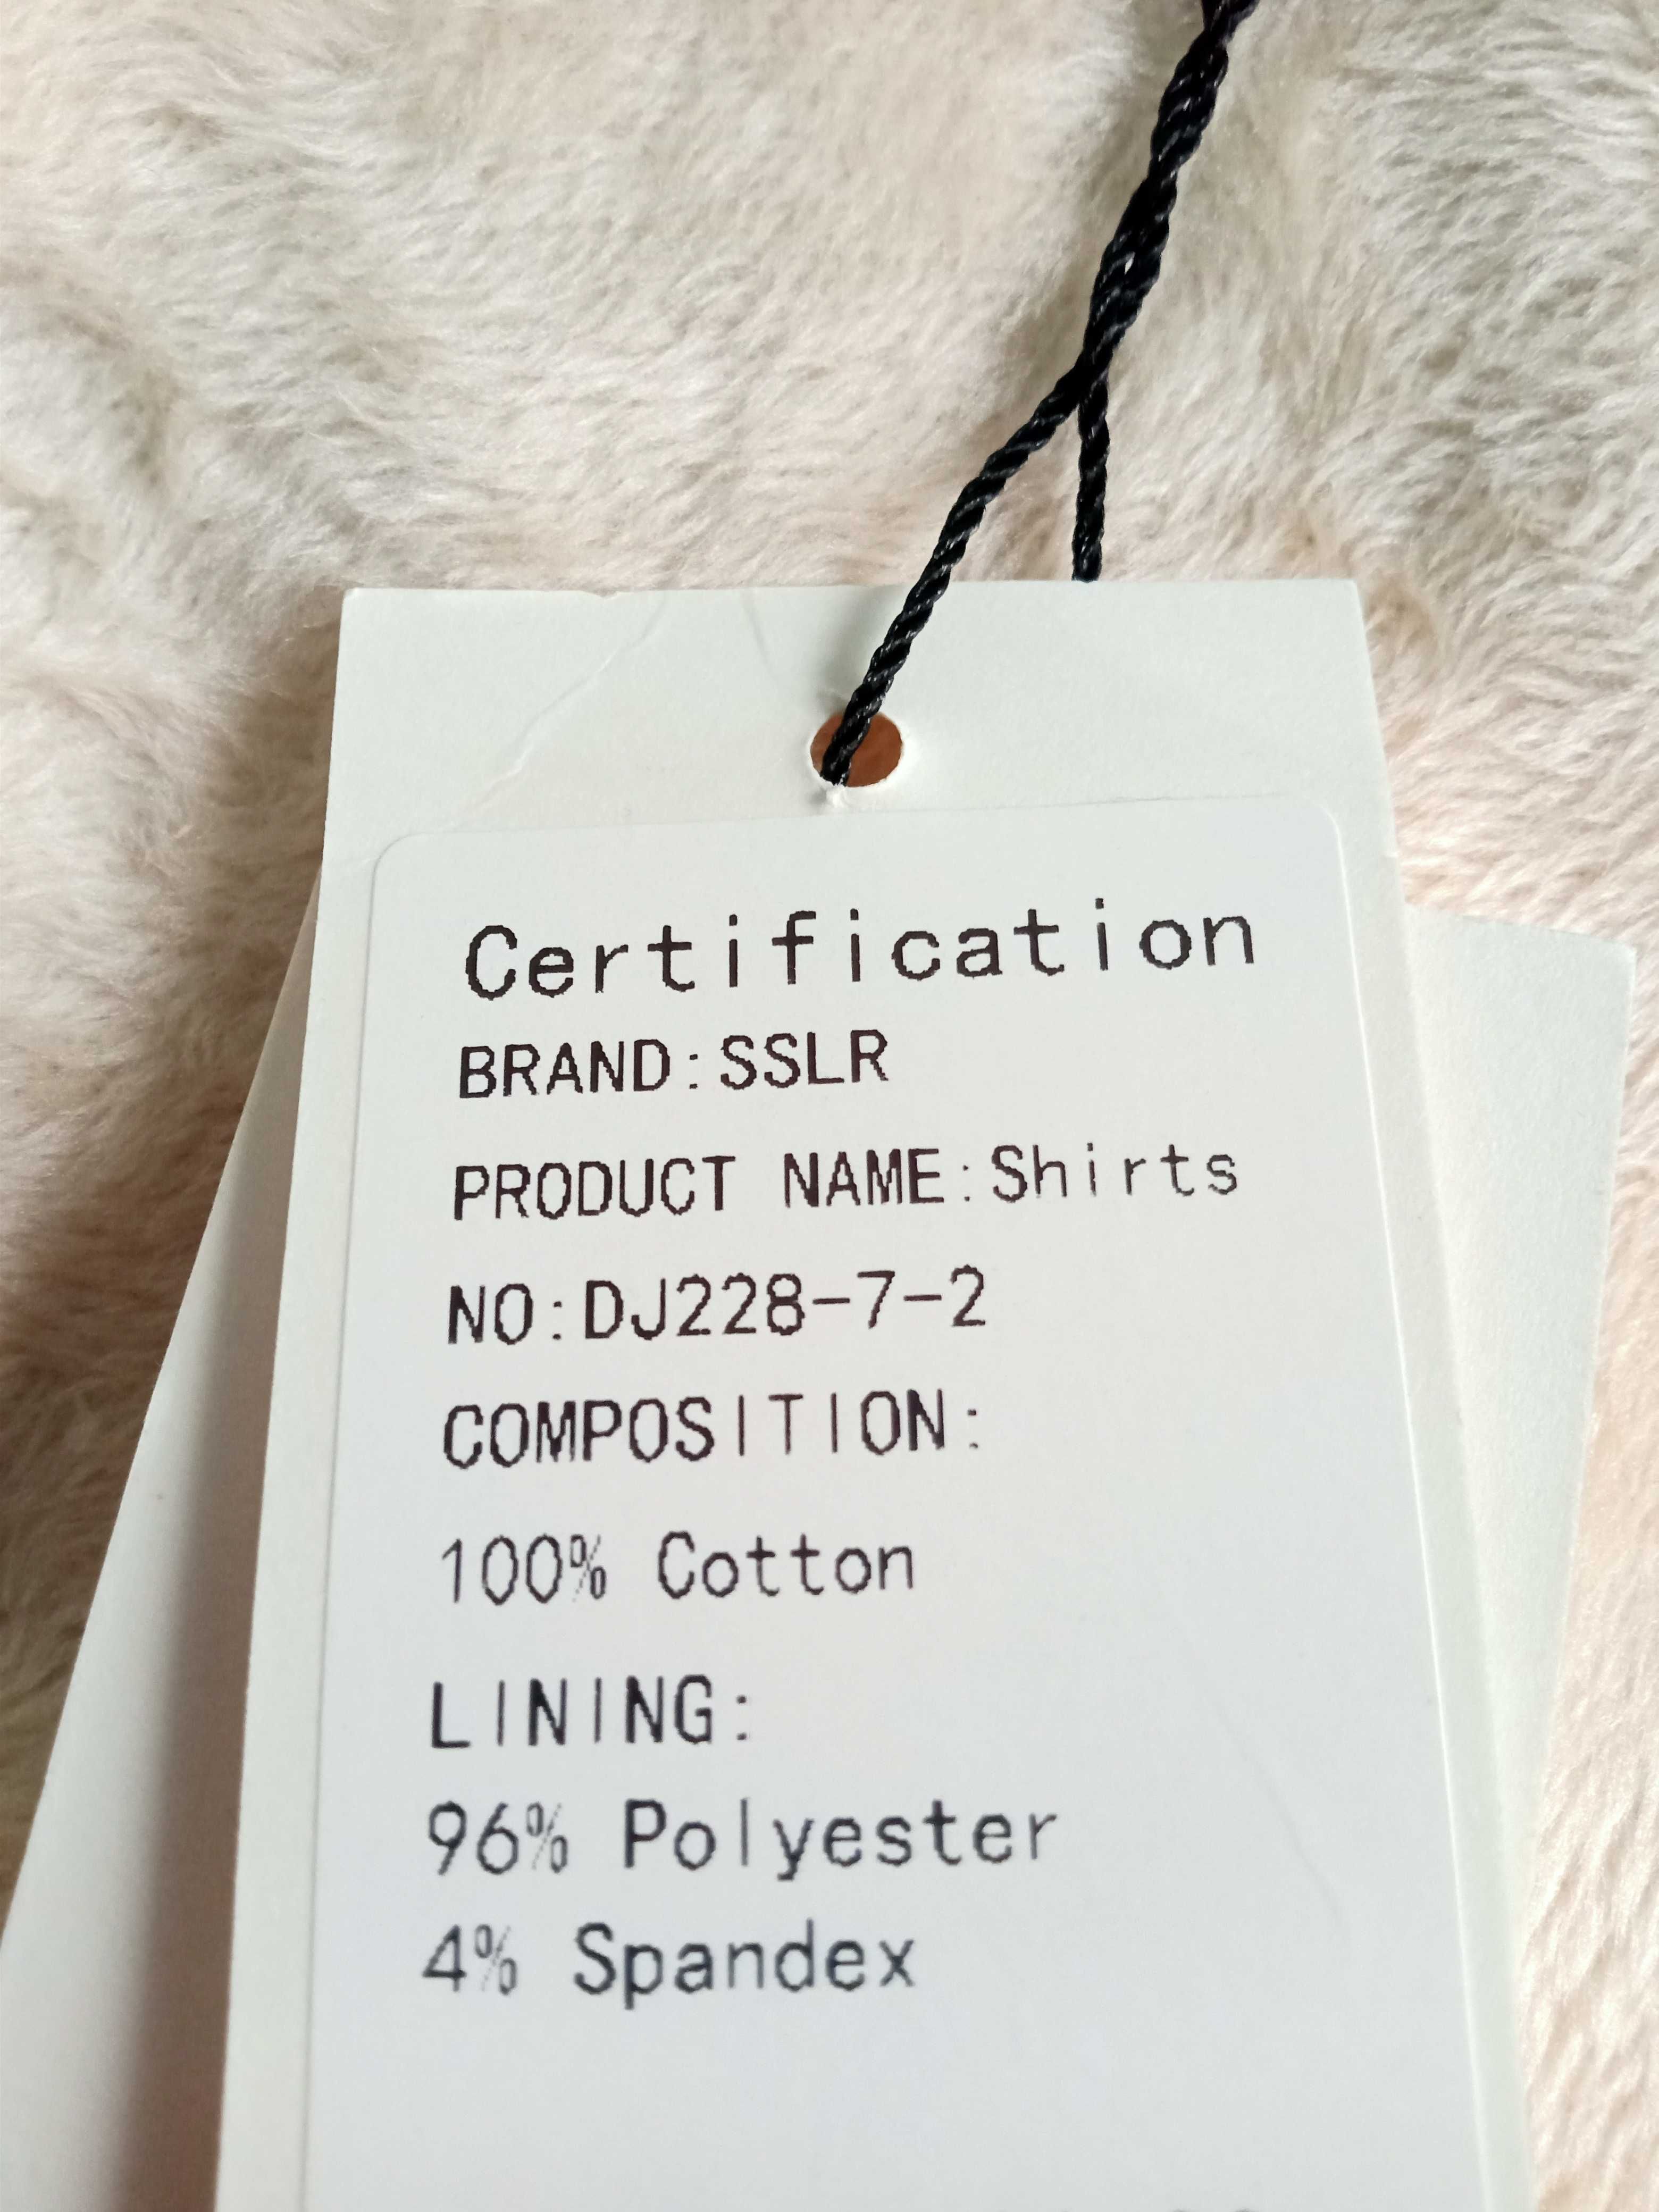 Certification
BRAND:SSLR
PRODUCT NAME:Shirts
NO:DJ228-7-2
COMPOSITION:
100% Cotton
LINING:
96% Polyester
4% Spandex